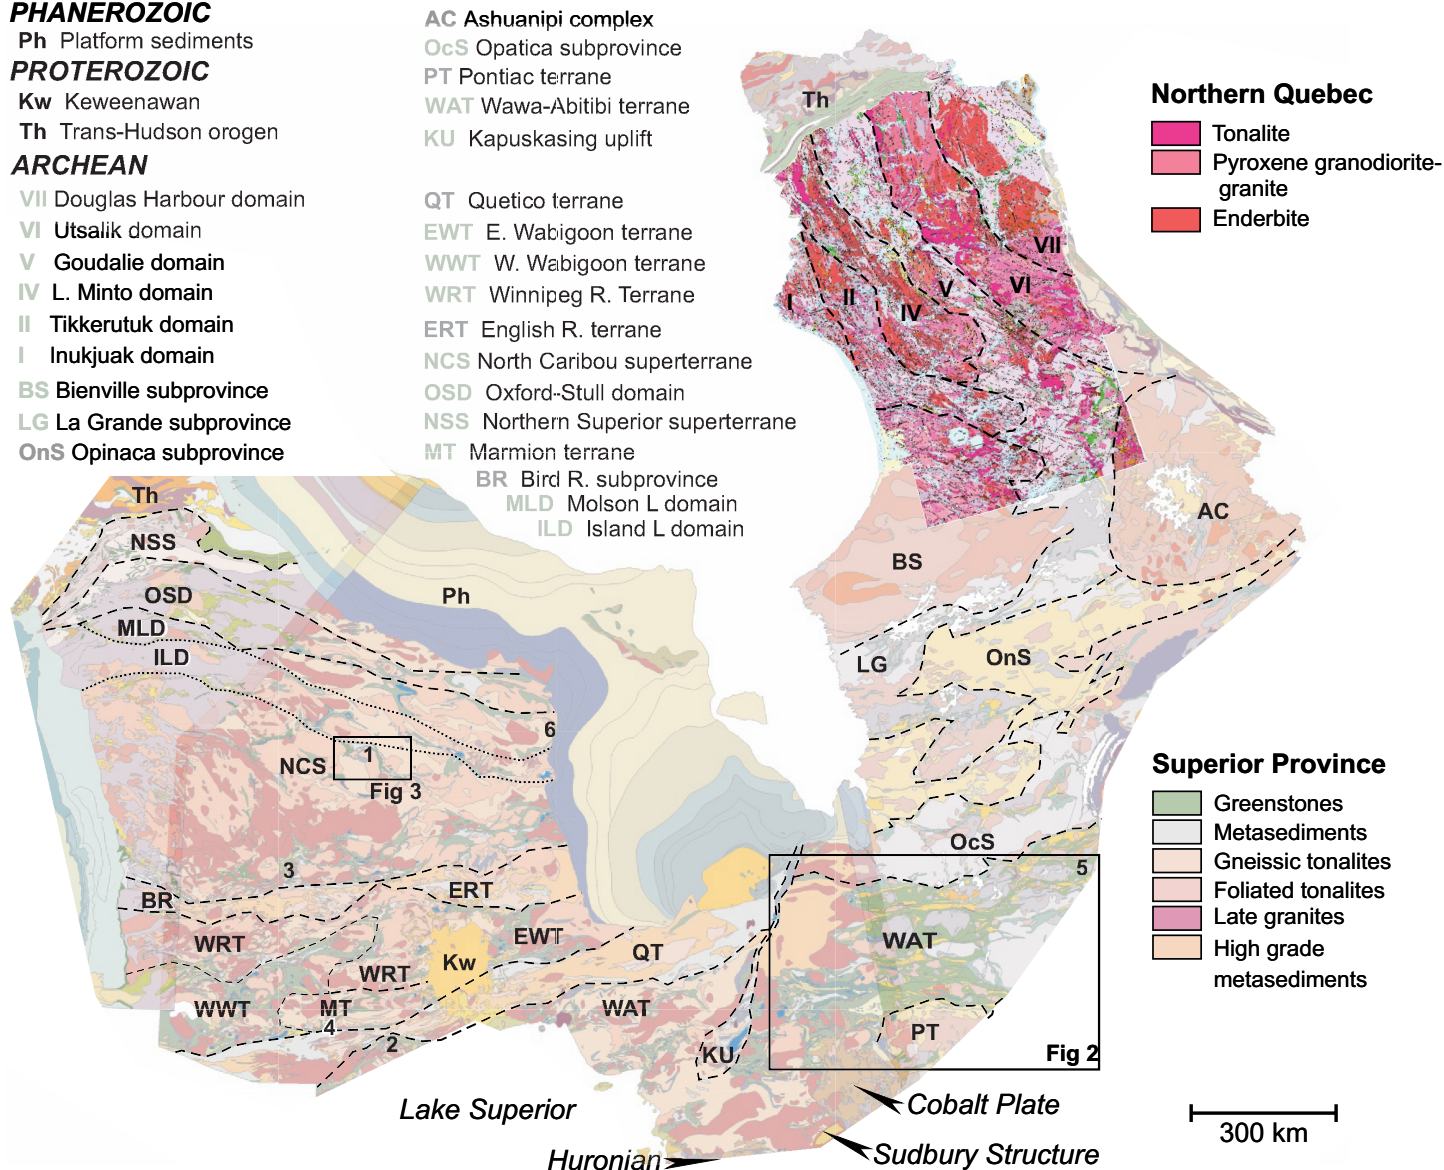 PHANEROZOIC
Ph Platform sediments
PROTEROZOIC
Kw Keweenawan
Th Trans-Hudson orogen
ARCHEAN
VII Douglas Harbour domain
VI Utsalik domain
V Goudalie domain
IV L. Minto domain
II Tikkerutuk domain
I Inukjuak domain
BS Bienville subprovince
LG La Grande subprovince
OnS Opinaca subprovince
AC Ashuanipi complex
OcS Opatica subprovince
PT Pontiac terrane
WAT Wawa-Abitibi terrane
KU Kapuskasing uplift
QT Quetico terrane
EWT E. Wabigoon terrane
WWT W. Wabigoon terrane
WRT Winnipeg R. Terrane
ERT English R. terrane
NCS North Caribou superterrane
OSD Oxford-Stull domain
NSS Northern Superior superterrane
MT Marmion terrane
BR Bird R. subprovince
MLD Molson L domain
ILD Island L domain
Northern Quebec
Tonalite
Pyroxene granodiorite-
granite
Enderbite
Th
VII
VI
V
IV
II
I
AC
BS
LG
OnS
OcS
Th
NSS
OSD
MLD
ILD
Ph
6
1
NCS
Fig 3
3
BR
ERT
WRT
EWT
QT
Kw
WRT
WWT
MT
4
2
WAT
KU
5
WAT
PT
Fig 2
Superior Province
Greenstones
Metasediments
Gneissic tonalites
Foliated tonalites
Late granites
High grade
metasediments
Lake Superior
Cobalt Plate
Sudbury Structure
Huronian
300 km